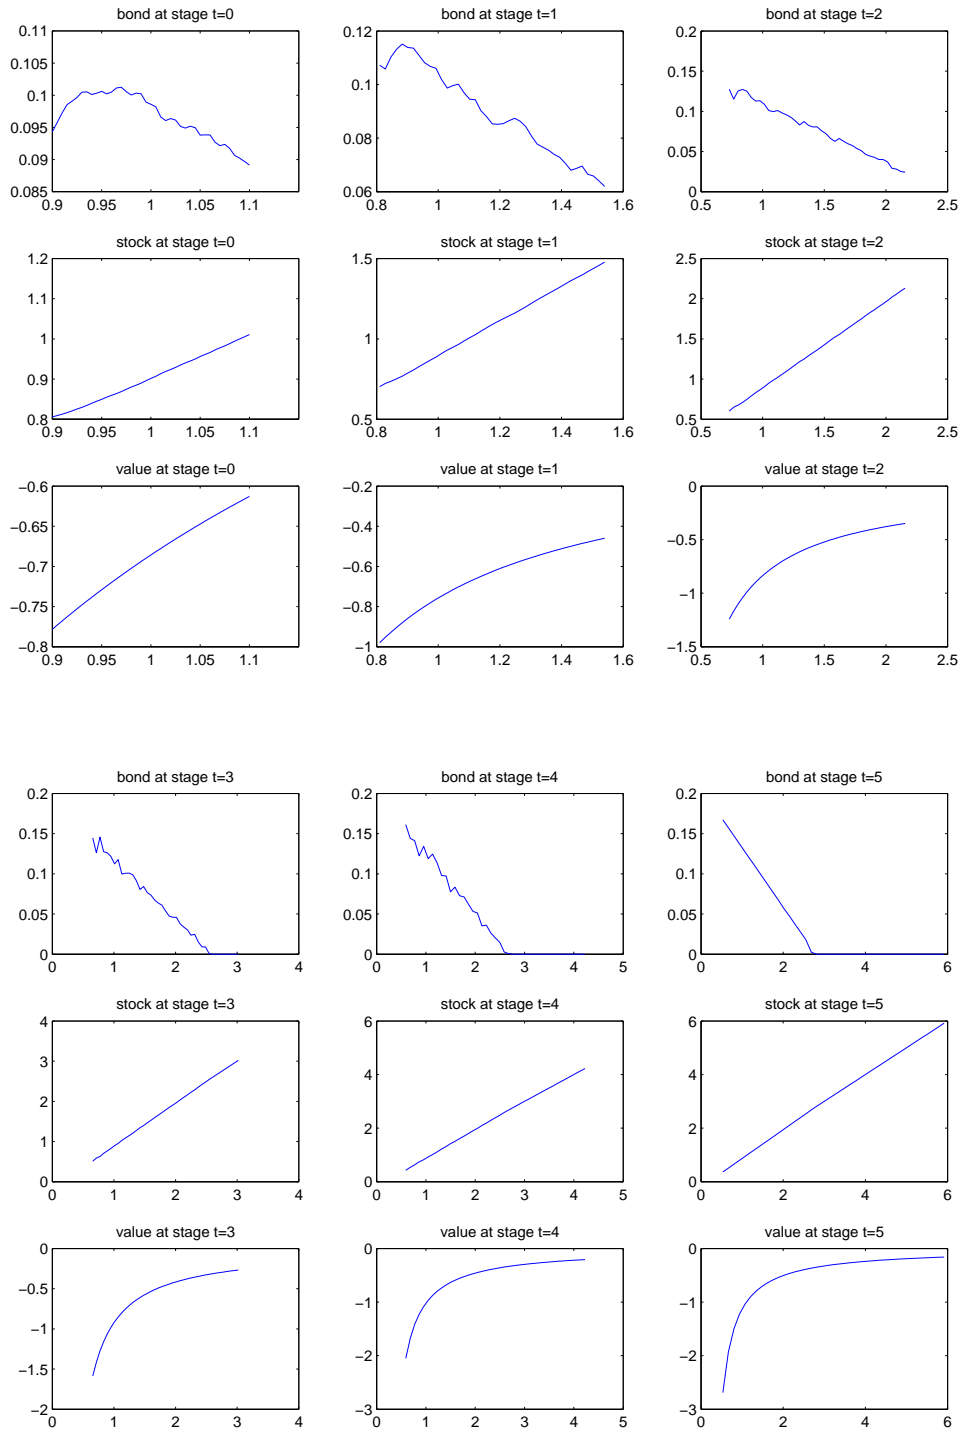 bond at stage t=0
0.11
0.105
0.1
0.095
0.09
0.085
0.9 0.95 1 1.05 1.1
bond at stage t=1
0.12
0.1
0.08
0.06
0.8 1 1.2 1.4 1.6
bond at stage t=2
0.2
0.15
0.1
0.05
0
0.5 1 1.5 2 2.5
stock at stage t=0
1.2
1.1
1
0.9
0.8
0.9 0.95 1 1.05 1.1
stock at stage t=1
1.5
1
0.5
0.8 1 1.2 1.4 1.6
stock at stage t=2
2.5
2
1.5
1
0.5
0.5 1 1.5 2 2.5
value at stage t=0
−0.6
−0.65
−0.7
−0.75
−0.8
0.9 0.95 1 1.05 1.1
value at stage t=1
−0.2
−0.4
−0.6
−0.8
−1
0.8 1 1.2 1.4 1.6
value at stage t=2
0
−0.5
−1
−1.5
0.5 1 1.5 2 2.5
bond at stage t=3
0.2
0.15
0.1
0.05
0
0 1 2 3 4
bond at stage t=4
0.2
0.15
0.1
0.05
0
0 1 2 3 4 5
bond at stage t=5
0.2
0.15
0.1
0.05
0
0 2 4 6
stock at stage t=3
4
3
2
1
0
0 1 2 3 4
stock at stage t=4
6
4
2
0
0 1 2 3 4 5
stock at stage t=5
6
4
2
0
0 2 4 6
value at stage t=3
0
−0.5
−1
−1.5
−2
0 1 2 3 4
value at stage t=4
0
−1
−2
−3
0 1 2 3 4 5
value at stage t=5
0
−1
−2
−3
0 2 4 6